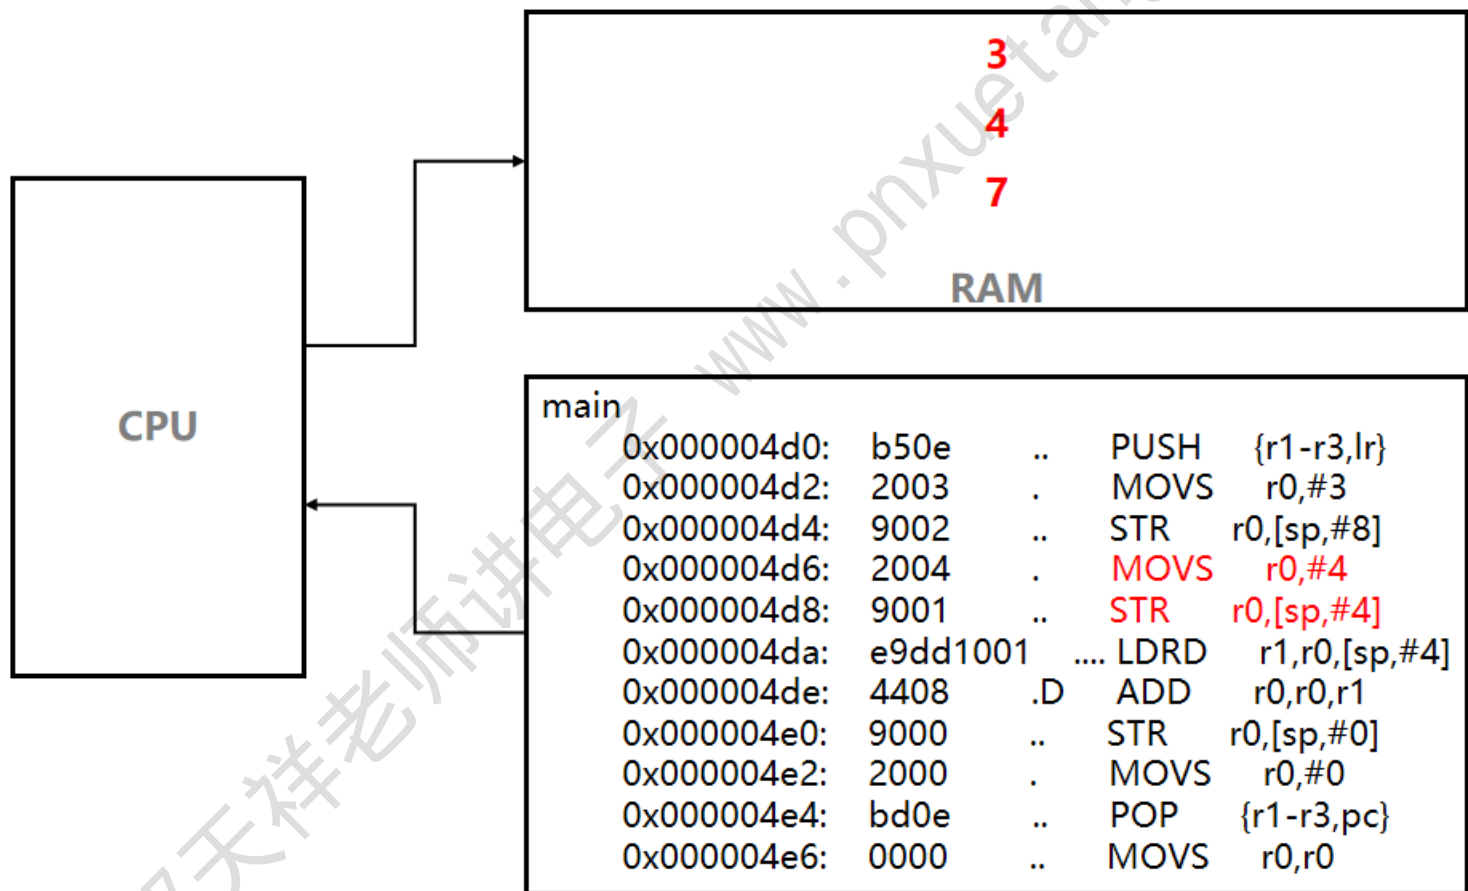 3
4
7
RAM
CPU
main
0x000004d0: b50e .. PUSH {r1-r3,lr}
0x000004d2: 2003 . MOVS r0,#3
0x000004d4: 9002 .. STR r0,[sp,#8]
0x000004d6: 2004 . MOVS r0,#4
0x000004d8: 9001 .. STR r0,[sp,#4]
0x000004da: e9dd1001 .... LDRD r1,r0,[sp,#4]
0x000004de: 4408 .D ADD r0,r0,r1
0x000004e0: 9000 .. STR r0,[sp,#0]
0x000004e2: 2000 . MOVS r0,#0
0x000004e4: bd0e .. POP {r1-r3,pc}
0x000004e6: 0000 .. MOVS r0,r0
天祥老师讲电子 www.pnxuetang